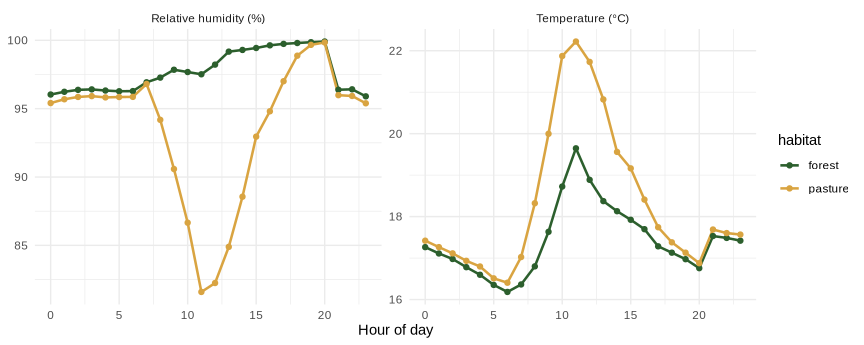 Relative humidity (%)
Temperature (°C)
100
95
90
85
22
20
18
16
0 5 10 15 20
0 5 10 15 20
Hour of day
habitat
forest
pasture